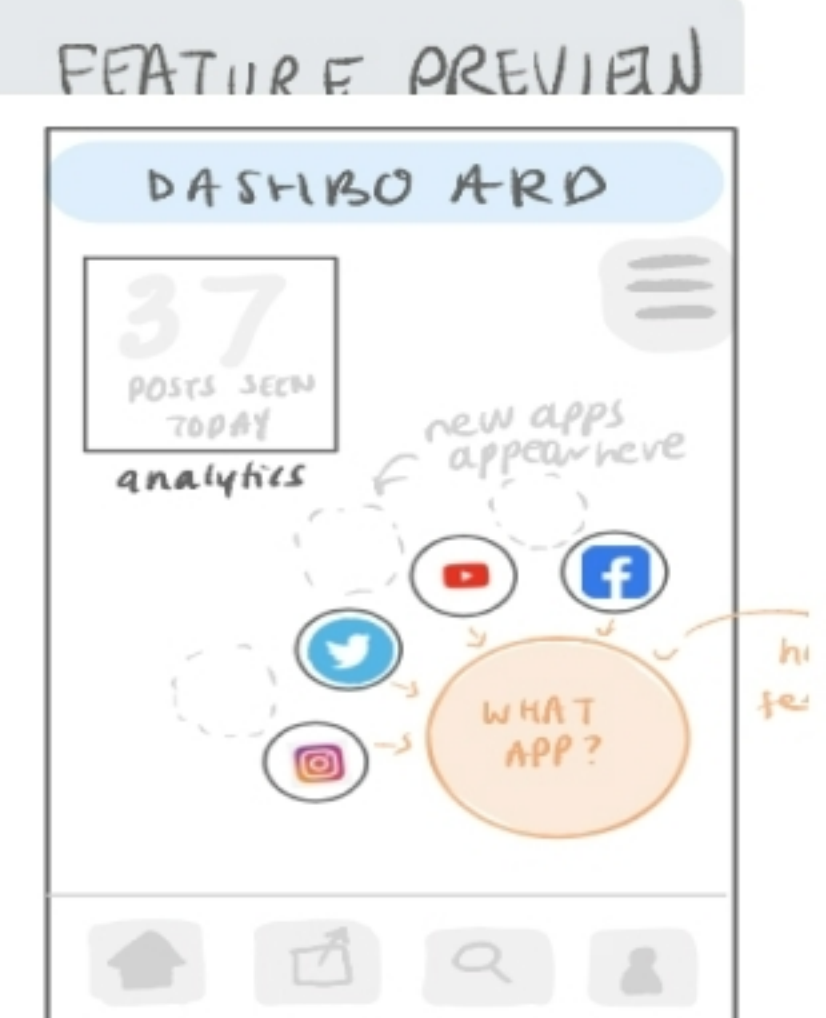 FEATURE PREVIEW
DASHBOARD
37
POSTS SEEN
TODAY
analytics
new apps
appear here
WHAT
APP?